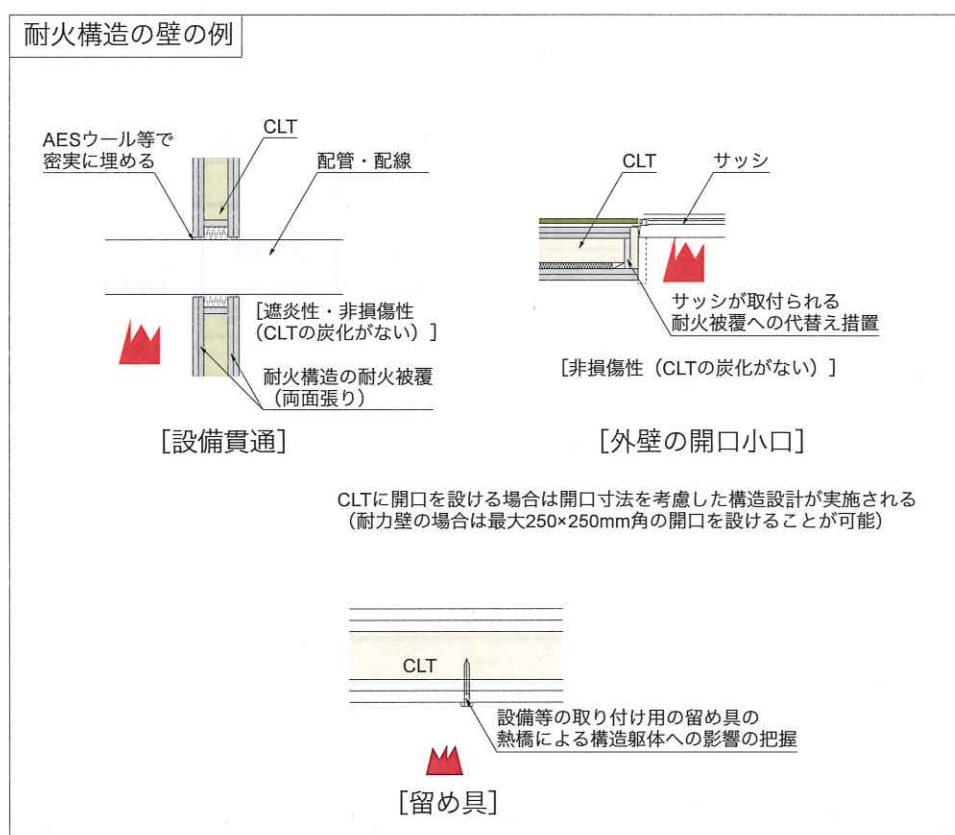 耐火構造の壁の例
AESウール等で
密実に埋める
CLT
配管・配線
[遮炎性・非損傷性
（CLTの炭化がない）]
耐火構造の耐火被覆
（両面張り）
[設備貫通]
CLT
サッシ
サッシが取付られる
耐火被覆への代替え措置
[非損傷性（CLTの炭化がない）]
[外壁の開口小口]
CLTに開口を設ける場合は開口寸法を考慮した構造設計が実施される
（耐力壁の場合は最大250×250mm角の開口を設けることが可能）
CLT
設備等の取り付け用の留め具の
熱橋による構造躯体への影響の把握
[留め具]